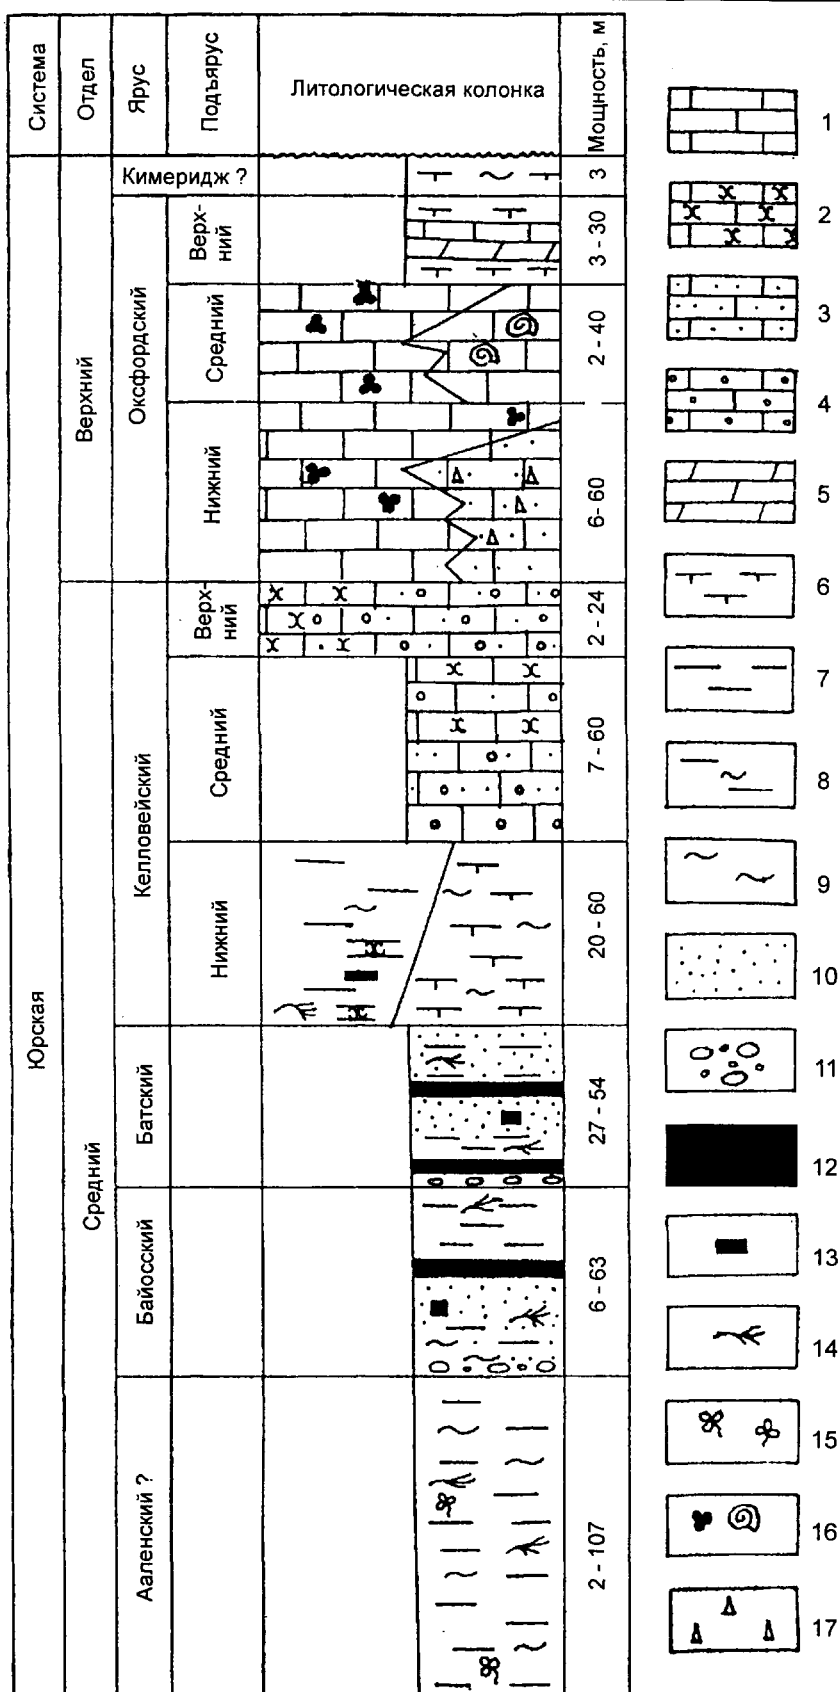 Система
Отдел
Ярус
Подъярус
Литологическая колонка
Мощность, м
Юрская
Верхний
Средний
Кимеридж ?
3
Оксфордский
Верх-
ний
3 - 30
Средний
2 - 40
Нижний
6- 60
Келловейский
Верх-
ний
2 - 24
Средний
7 - 60
Нижний
20 - 60
Батский
27 - 54
Байосский
6 - 63
Ааленский ?
2 - 107
1
2
3
4
5
6
7
8
9
10
11
12
13
14
15
16
17